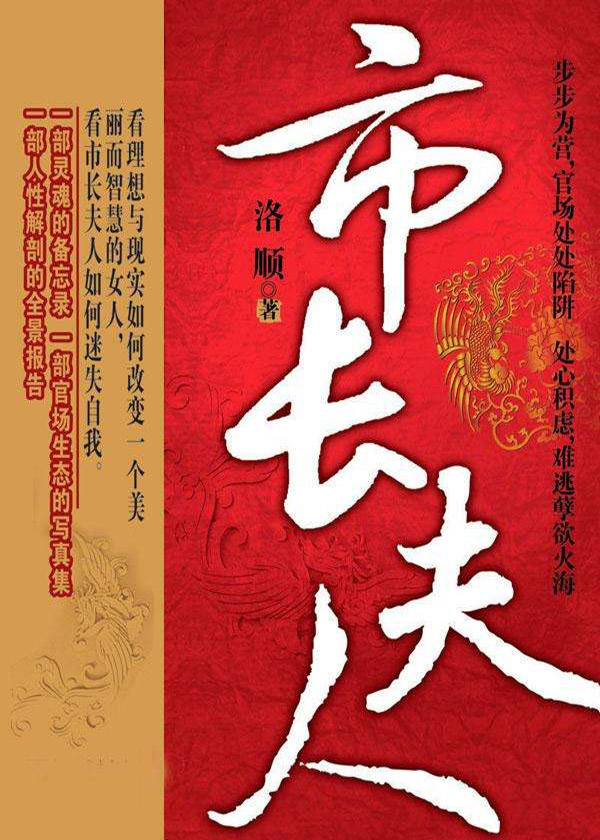 步步为营，官场处处陷阱 处心积虑，难逃孽欲火海
市长夫人
洛顺◎著
看理想与现实如何改变一个美
丽而智慧的女人，
看市长夫人如何迷失自我。
一部灵魂的备忘录 一部官场生态的写真集
一部人性解剖的全景报告